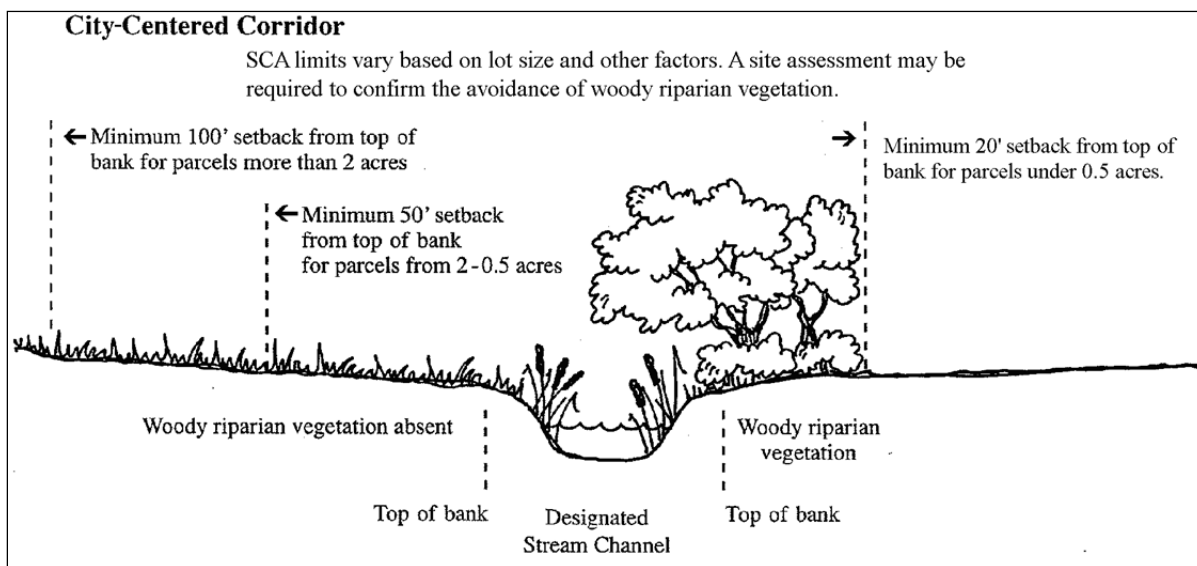 City-Centered Corridor
SCA limits vary based on lot size and other factors. A site assessment may be
required to confirm the avoidance of woody riparian vegetation.
← Minimum 100' setback from top of
bank for parcels more than 2 acres
← Minimum 50' setback
from top of bank
for parcels from 2-0.5 acres
→
Minimum 20' setback from top of
bank for parcels under 0.5 acres.
Woody riparian vegetation absent
Woody riparian
vegetation
Top of bank
Designated
Stream Channel
Top of bank